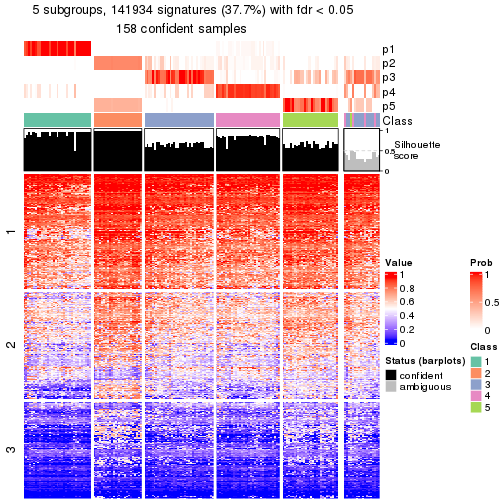 5 subgroups, 141934 signatures (37.7%) with fdr < 0.05
158 confident samples
p1
p2
p3
p4
p5
Class
1
0.5
0
Silhouette
score
1
2
3
Value
1
0.8
0.6
0.4
0.2
0
Status (barplots)
confident
ambiguous
Prob
1
0.5
0
Class
1
2
3
4
5